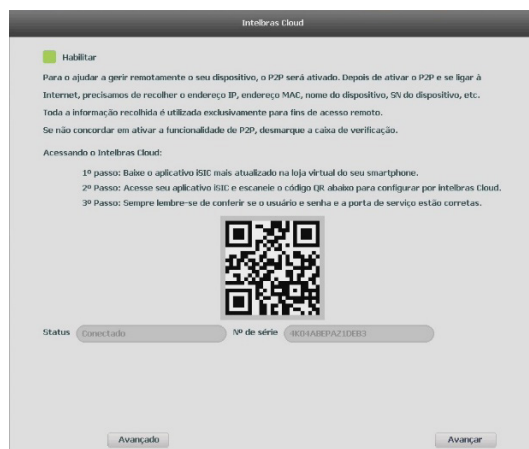 Intelbras Cloud
Habilitar
Para o ajudar a gerir remotamente o seu dispositivo, o P2P será ativado. Depois de ativar o P2P e se ligar à
Internet, precisamos de recolher o endereço IP, endereço MAC, nome do dispositivo, SN do dispositivo, etc.
Toda a informação recolhida é utilizada exclusivamente para fins de acesso remoto.
Se não concordar em ativar a funcionalidade de P2P, desmarque a caixa de verificação.
Acessando o Intelbras Cloud:
1º passo: Baixe o aplicativo iSIC mais atualizado na loja virtual do seu smartphone.
2º Passo: Acesse seu aplicativo iSIC e escaneie o código QR abaixo para configurar por intelbras Cloud.
3º Passo: Sempre lembre-se de conferir se o usuário e senha e a porta de serviço estão corretas.
Status Conectado Nº de série 4K04ABEPAZ1DEB3
Avançado Avançar